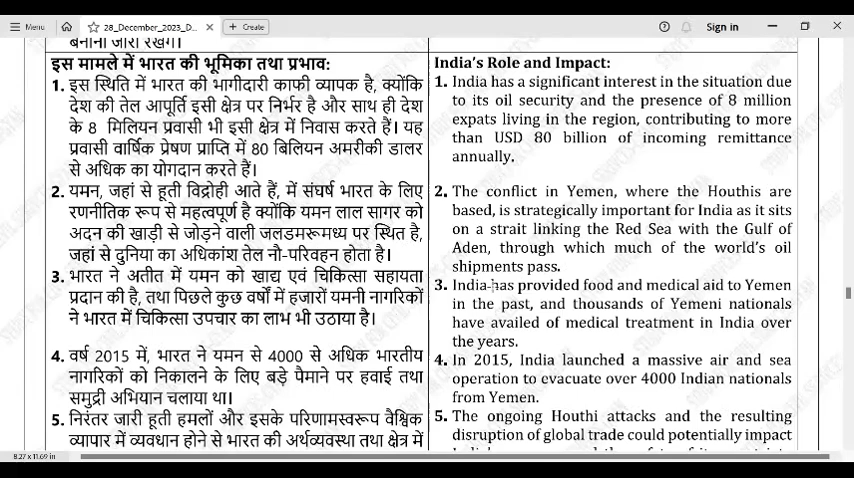 Menu
28_December_2023_D...
+ Create
Sign in
बनाना जारी रखेगा।
इस मामले में भारत की भूमिका तथा प्रभाव:
1. इस स्थिति में भारत की भागीदारी काफी व्यापक है, क्योंकि
देश की तेल आपूर्ति इसी क्षेत्र पर निर्भर है और साथ ही देश
के 8 मिलियन प्रवासी भी इसी क्षेत्र में निवास करते हैं। यह
प्रवासी वार्षिक प्रेषण प्राप्ति में 80 बिलियन अमरीकी डालर
से अधिक का योगदान करते हैं।
2. यमन, जहां से हूती विद्रोही आते हैं, में संघर्ष भारत के लिए
रणनीतिक रूप से महत्वपूर्ण है क्योंकि यमन लाल सागर को
अदन की खाड़ी से जोड़ने वाली जलडमरूमध्य पर स्थित है,
जहां से दुनिया का अधिकांश तेल नौ-परिवहन होता है।
3. भारत ने अतीत में यमन को खाद्य एवं चिकित्सा सहायता
प्रदान की है, तथा पिछले कुछ वर्षों में हजारों यमनी नागरिकों
ने भारत में चिकित्सा उपचार का लाभ भी उठाया है।
4. वर्ष 2015 में, भारत ने यमन से 4000 से अधिक भारतीय
नागरिकों को निकालने के लिए बड़े पैमाने पर हवाई तथा
समुद्री अभियान चलाया था।
5. निरंतर जारी हूती हमलों और इसके परिणामस्वरूप वैश्विक
व्यापार में व्यवधान होने से भारत की अर्थव्यवस्था तथा क्षेत्र में
India's Role and Impact:
1. India has a significant interest in the situation due
to its oil security and the presence of 8 million
expats living in the region, contributing to more
than USD 80 billion of incoming remittance
annually.
2. The conflict in Yemen, where the Houthis are
based, is strategically important for India as it sits
on a strait linking the Red Sea with the Gulf of
Aden, through which much of the world's oil
shipments pass.
3. India has provided food and medical aid to Yemen
in the past, and thousands of Yemeni nationals
have availed of medical treatment in India over
the years.
4. In 2015, India launched a massive air and sea
operation to evacuate over 4000 Indian nationals
from Yemen.
5. The ongoing Houthi attacks and the resulting
disruption of global trade could potentially impact
8.27 x 11.69 in